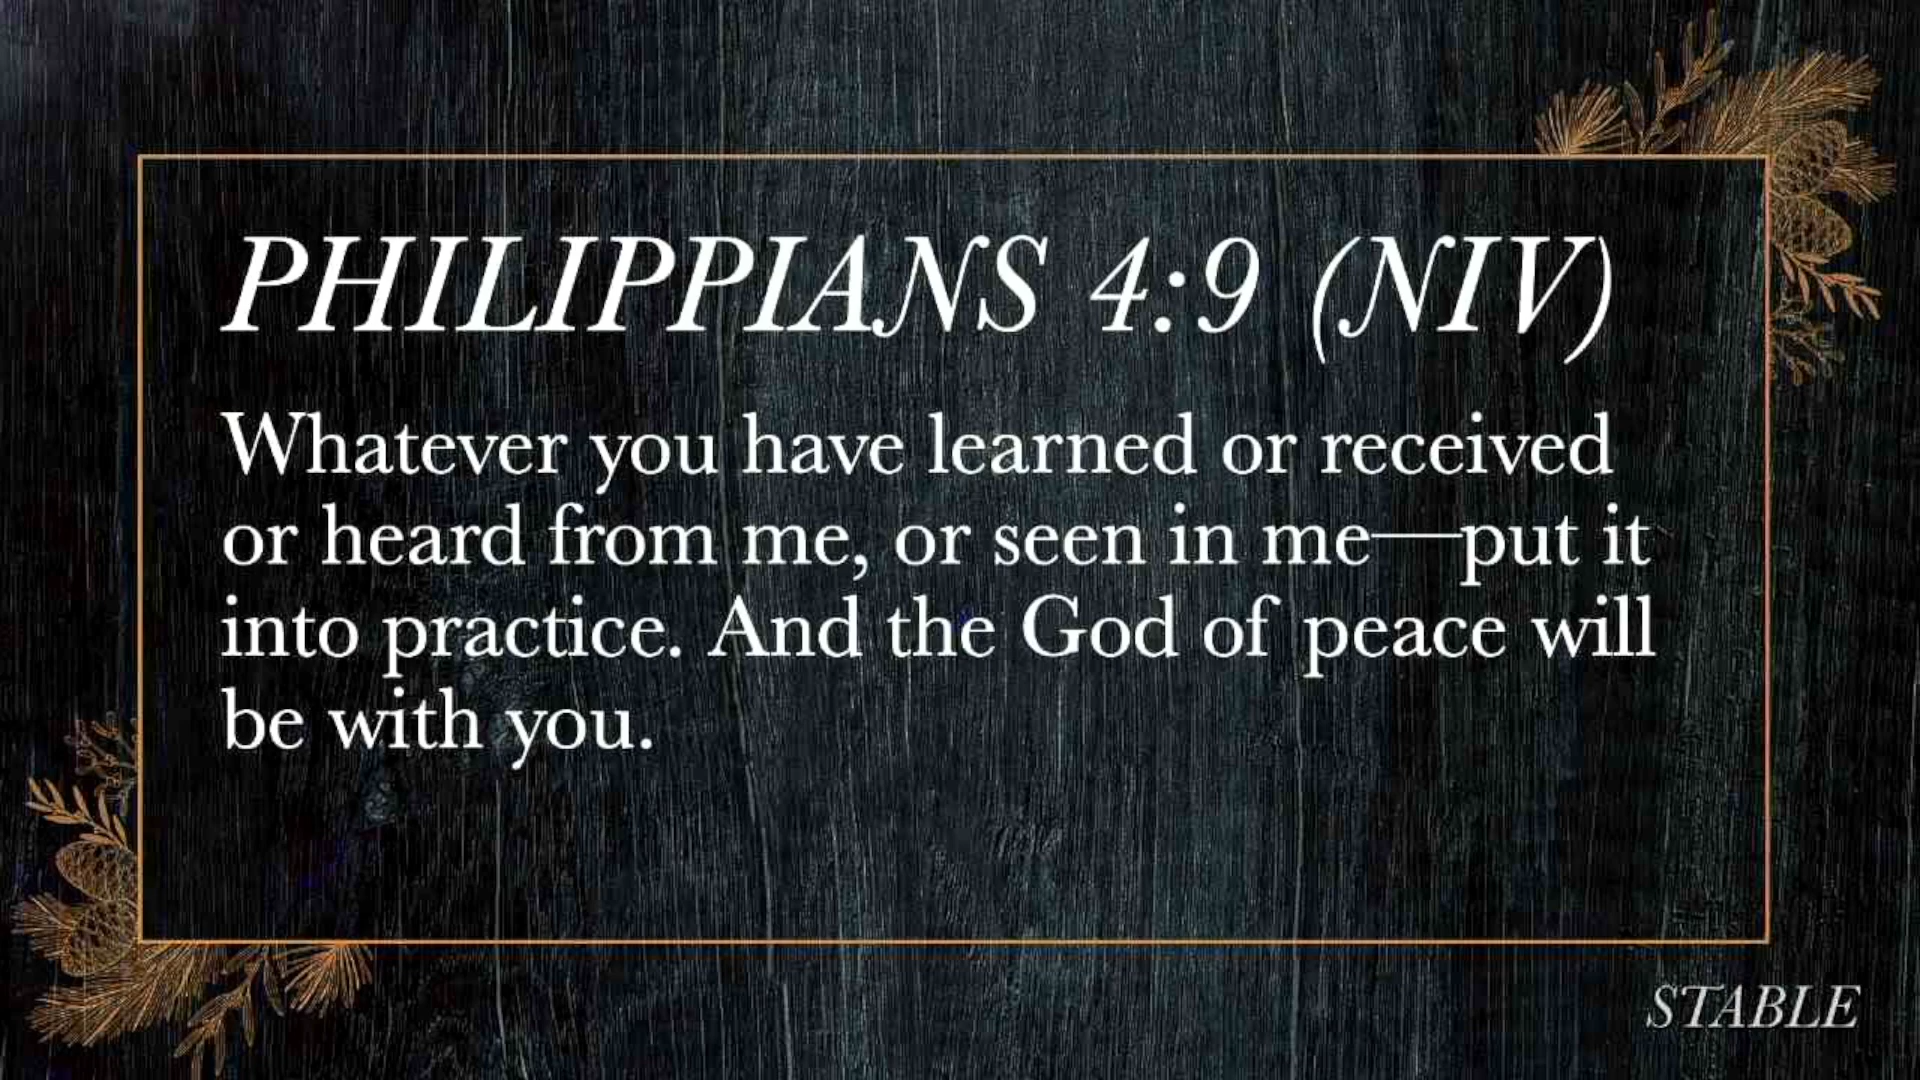 PHILIPPIANS 4:9 (NIV)
Whatever you have learned or received
or heard from me, or seen in me—put it
into practice. And the God of peace will
be with you.
STABLE